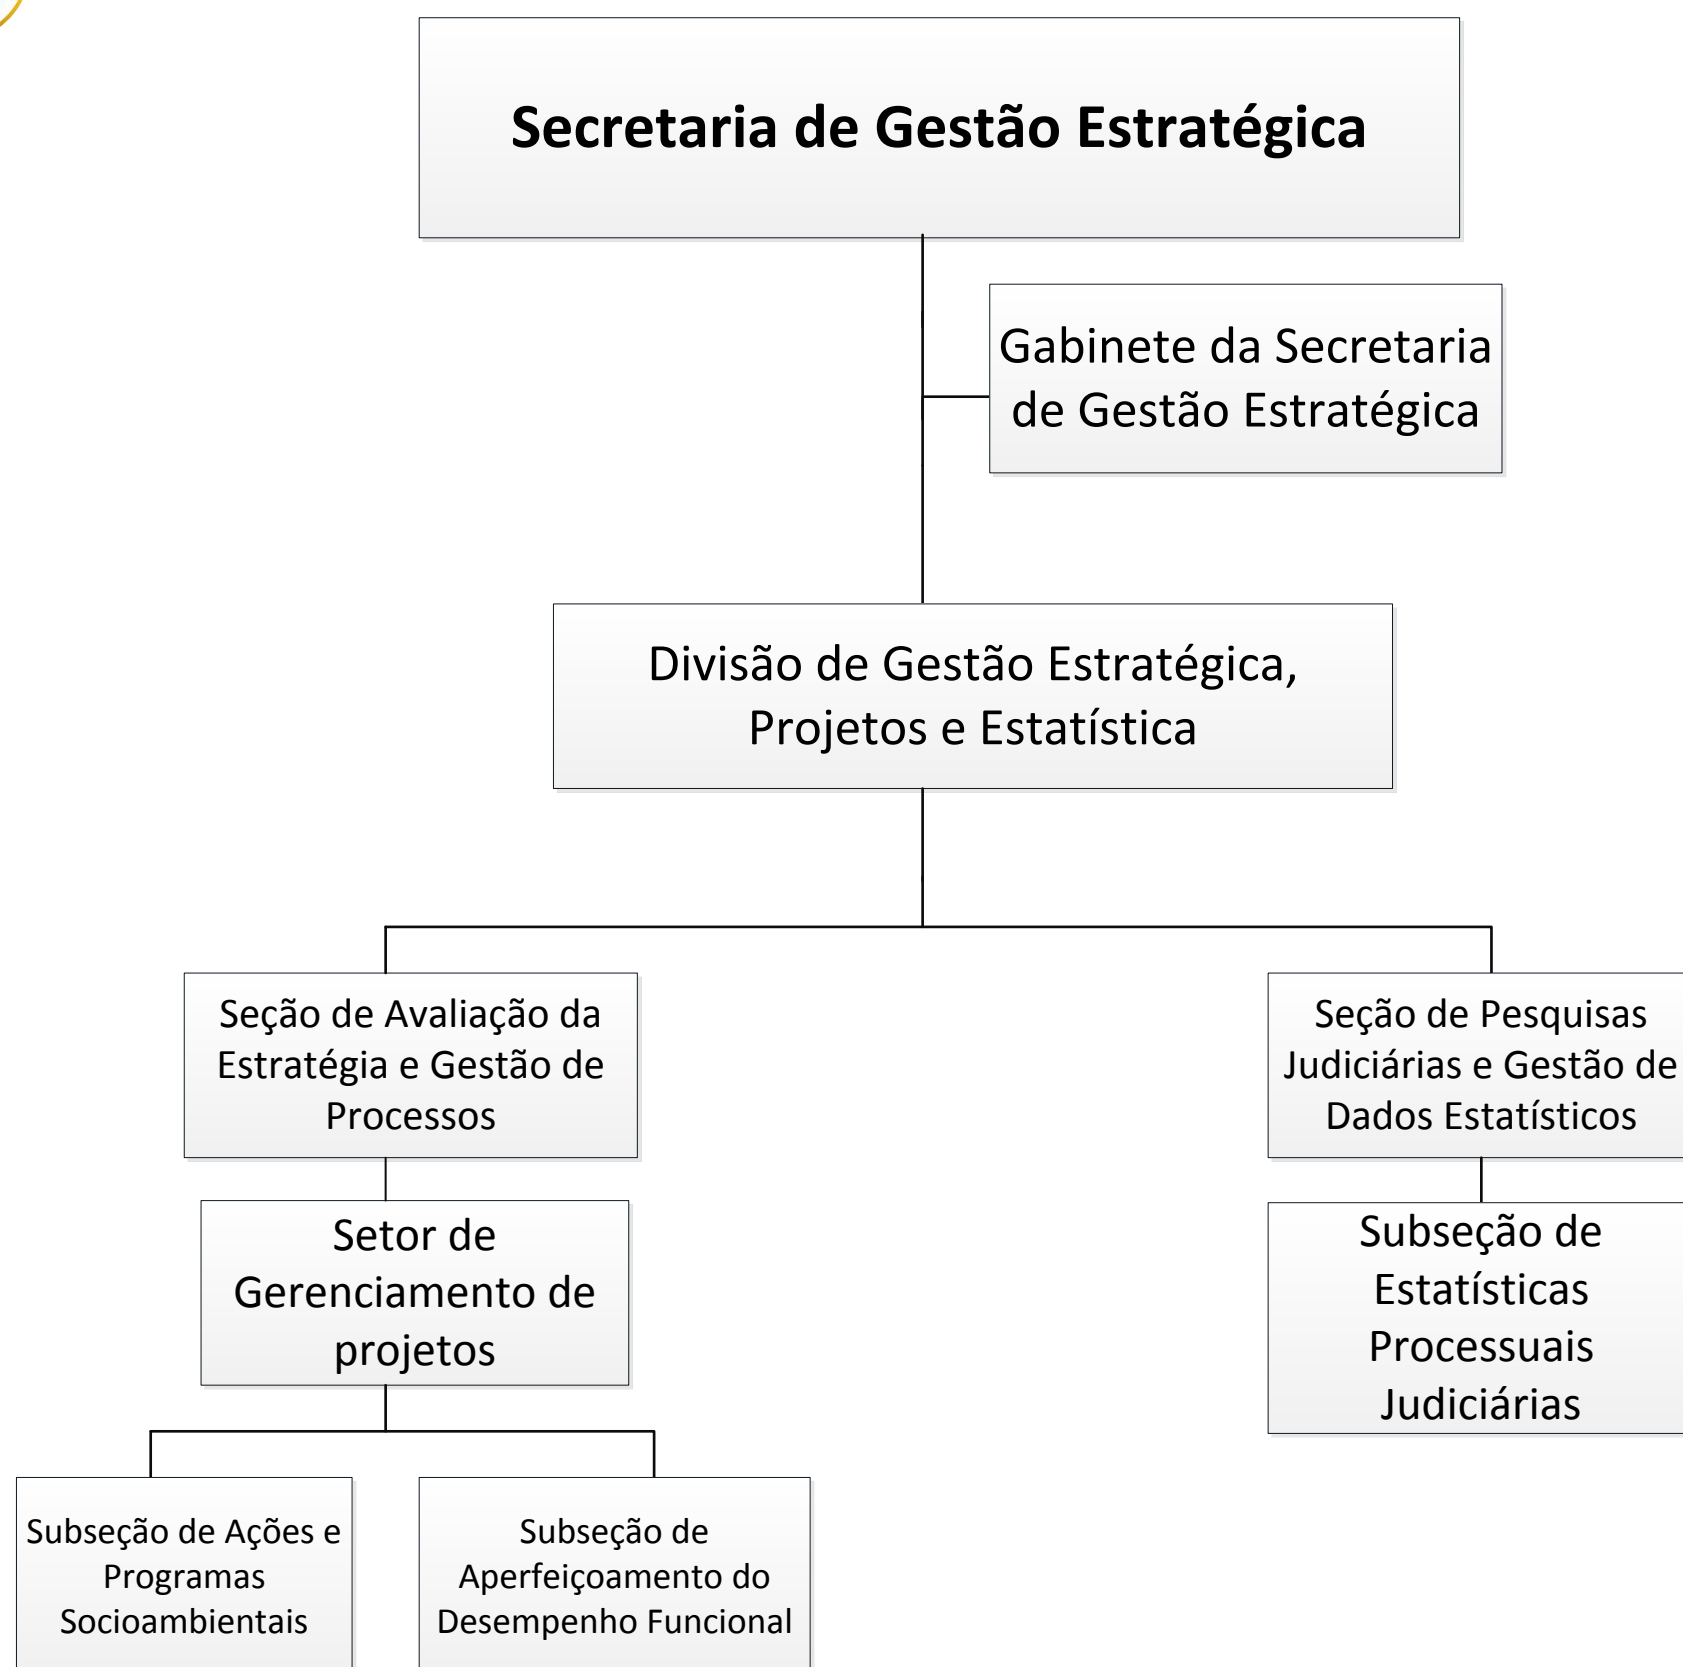 Secretaria de Gestão Estratégica
Gabinete da Secretaria
de Gestão Estratégica
Divisão de Gestão Estratégica,
Projetos e Estatística
Seção de Avaliação da
Estratégia e Gestão de
Processos
Seção de Pesquisas
Judiciárias e Gestão de
Dados Estatísticos
Setor de
Gerenciamento de
projetos
Subseção de
Estatísticas
Processuais
Judiciárias
Subseção de Ações e
Programas
Socioambientais
Subseção de
Aperfeiçoamento do
Desempenho Funcional